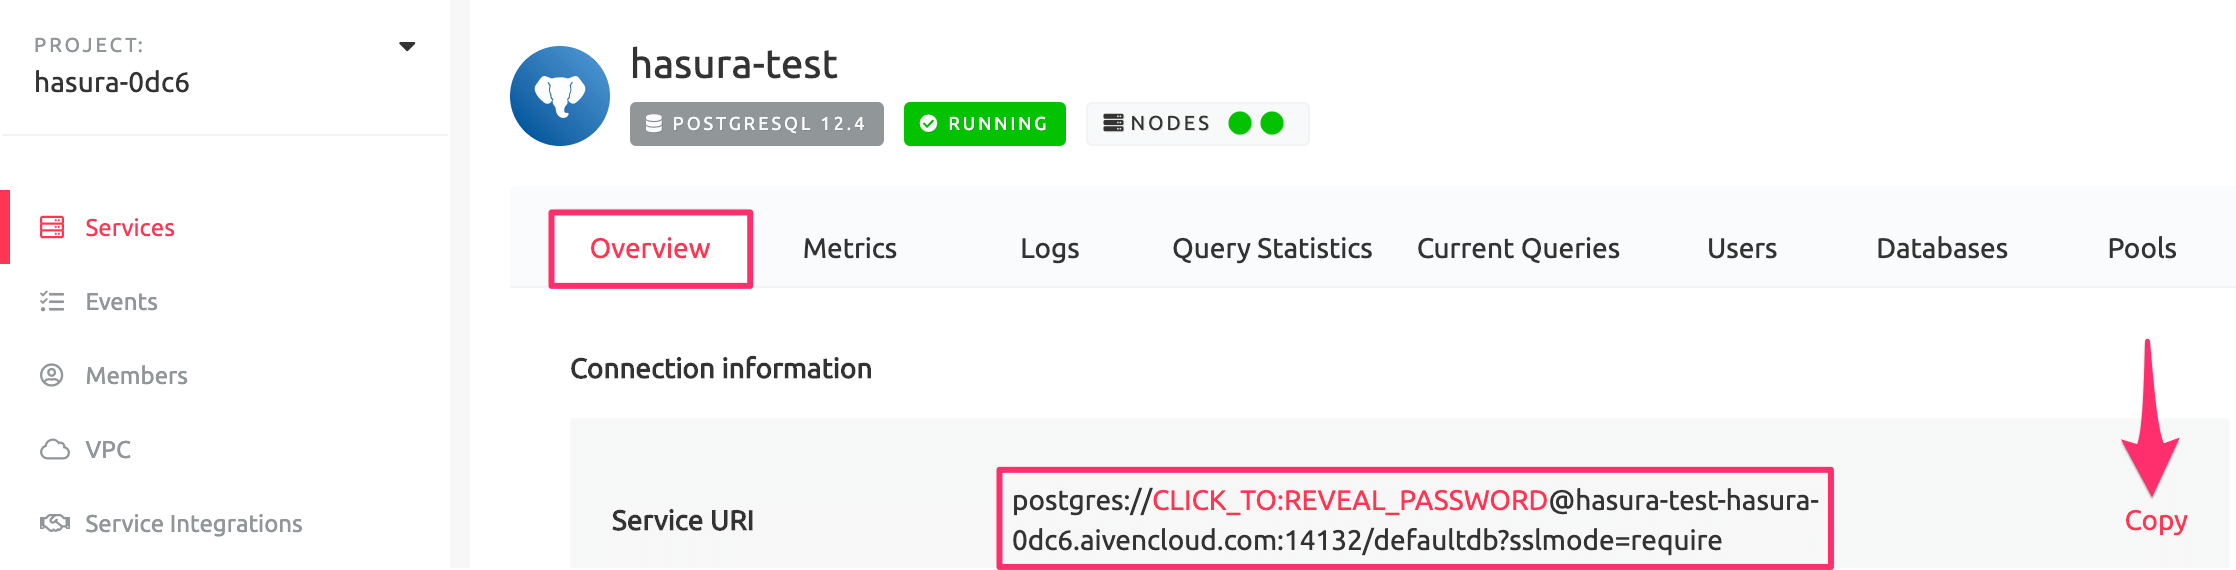 PROJECT:
hasura-0dc6
Services
Events
Members
VPC
Service Integrations
hasura-test
POSTGRESQL 12.4
RUNNING
NODES
Overview
Metrics
Logs
Query Statistics
Current Queries
Users
Databases
Pools
Connection information
Service URI
postgres://CLICK_TO:REVEAL_PASSWORD@hasura-test-hasura-
0dc6.aivencloud.com:14132/defaultdb?sslmode=require
Copy